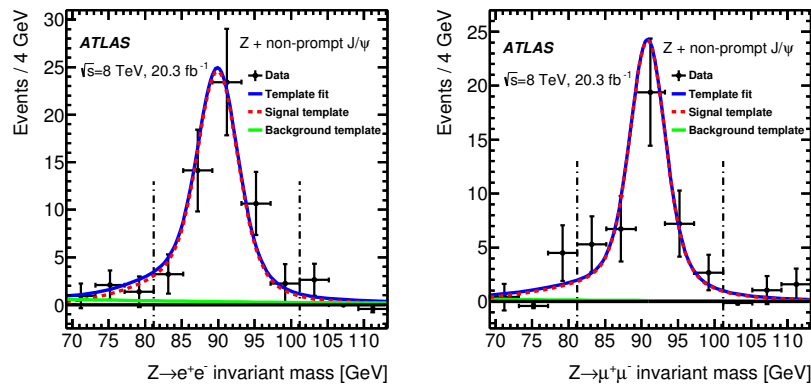 Events / 4 GeV
30
25
20
15
10
5
0
ATLAS
Z + non-prompt J/ψ
√s=8 TeV, 20.3 fb⁻¹
Data
Template fit
Signal template
Background template
70 75 80 85 90 95 100 105 110
Z→e⁺e⁻ invariant mass [GeV]
Events / 4 GeV
25
20
15
10
5
0
ATLAS
Z + non-prompt J/ψ
√s=8 TeV, 20.3 fb⁻¹
Data
Template fit
Signal template
Background template
70 75 80 85 90 95 100 105 110
Z→μ⁺μ⁻ invariant mass [GeV]